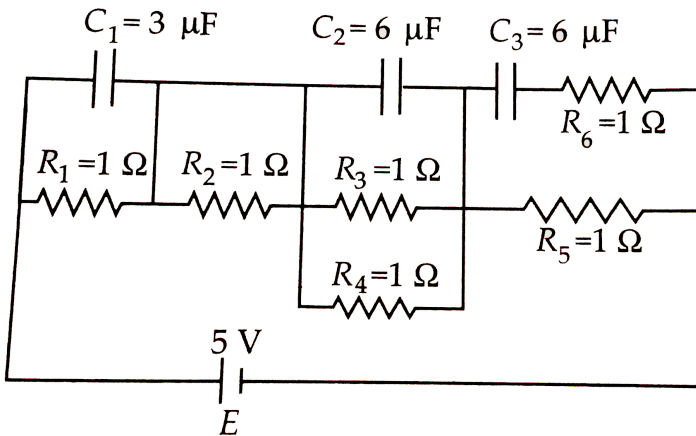 C₁= 3 μF
C₂= 6 μF
C₃= 6 μF
R₆=1 Ω
R₁=1 Ω
R₂=1 Ω
R₃=1 Ω
R₅=1 Ω
R₄=1 Ω
5 V
E